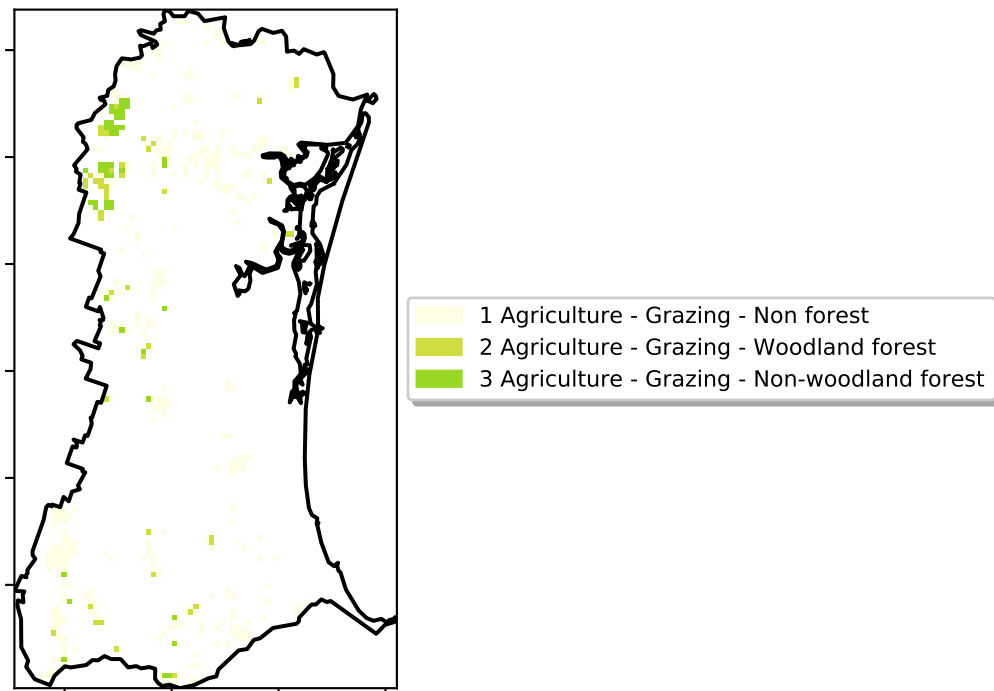 1 Agriculture - Grazing - Non forest
2 Agriculture - Grazing - Woodland forest
3 Agriculture - Grazing - Non-woodland forest